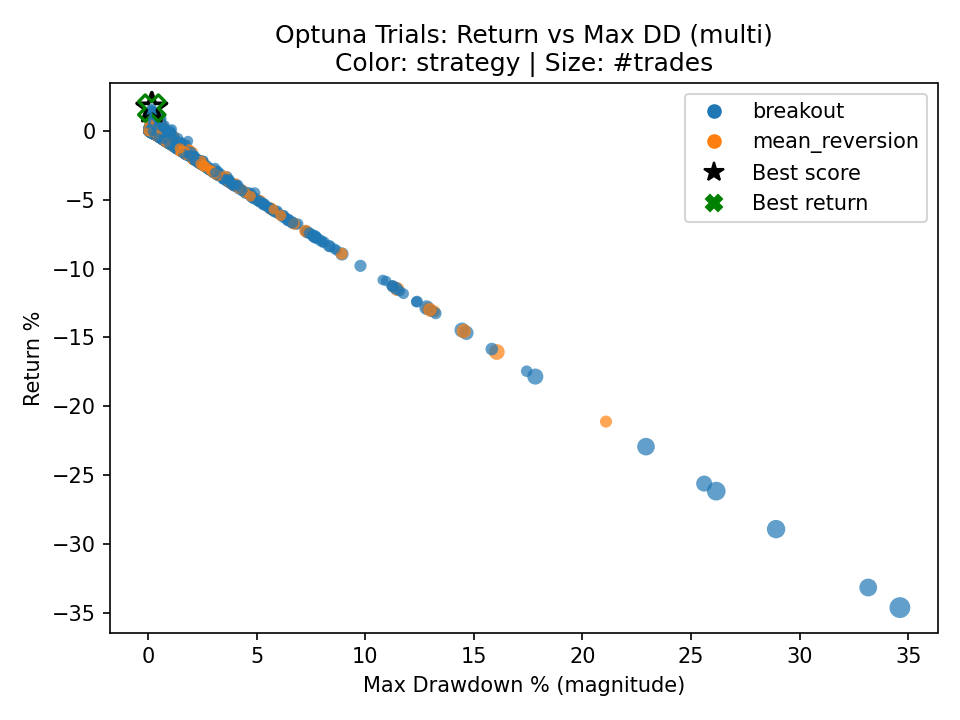 Optuna Trials: Return vs Max DD (multi)
Color: strategy | Size: #trades
breakout
mean_reversion
Best score
Best return
Return %
0
−5
−10
−15
−20
−25
−30
−35
0 5 10 15 20 25 30 35
Max Drawdown % (magnitude)